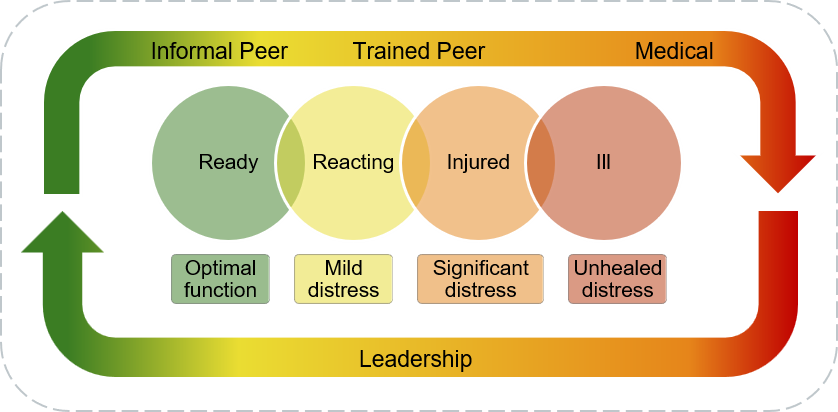 Informal Peer Trained Peer Medical
Ready Reacting Injured Ill
Optimal function
Mild distress
Significant distress
Unhealed distress
Leadership